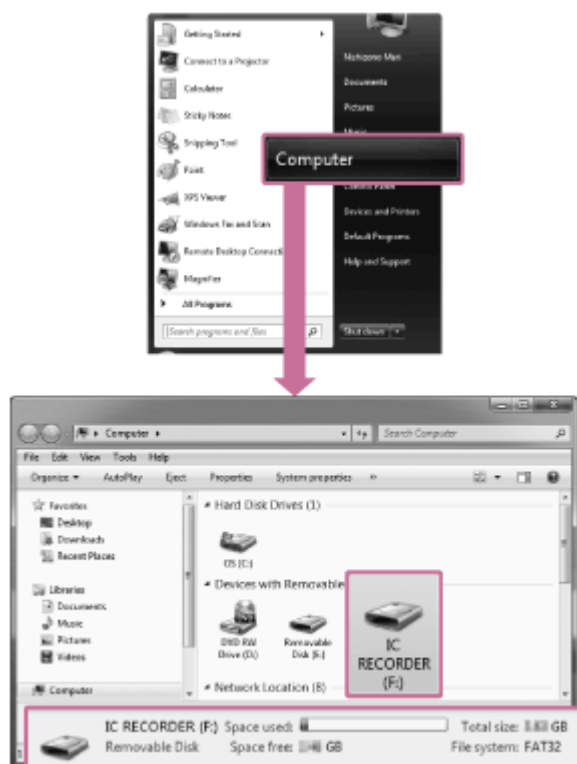 Getting Started
Connect to a Projector
Calculator
Sticky Notes
Snipping Tool
Paint
XPS Viewer
Windows Fax and Scan
Remote Desktop Connecti
Magnifier
All Programs
Search programs and files
Nishizono Mari
Documents
Pictures
Music
Computer
Control Panel
Devices and Printers
Default Programs
Help and Support
Shut down
Computer
Search Computer
File Edit View Tools Help
Organize AutoPlay Eject Properties System properties »
Favorites
Desktop
Downloads
Recent Places
Libraries
Documents
Music
Pictures
Videos
Computer
Hard Disk Drives (1)
OS (C:)
Devices with Removable
DVD RW Drive (D:)
Removable Disk (E:)
IC RECORDER (F:)
Network Location (8)
IC RECORDER (F:) Space used: Total size: GB
Removable Disk Space free: GB File system: FAT32